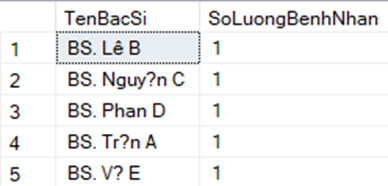 TenBacSi SoLuongBenhNhan
1 BS. Lê B 1
2 BS. Nguy?n C 1
3 BS. Phan D 1
4 BS. Tr?n A 1
5 BS. V? E 1